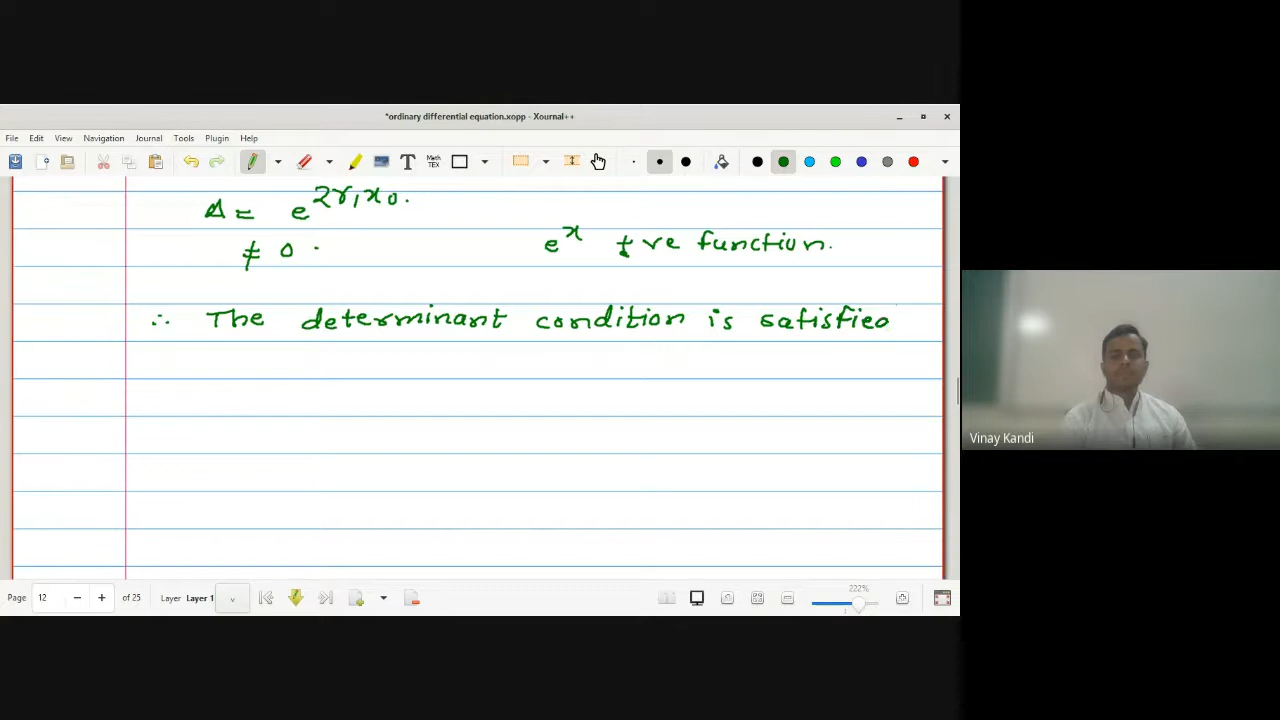 *ordinary differential equation.xopp - Xournal++
File Edit View Navigation Journal Tools Plugin Help
Δ = e^{2r₁x₀}.
≠ 0.
e^x +ve function.
∴ The determinant condition is satisfied
Vinay Kandi
Page 12 of 25 Layer Layer 1 222%